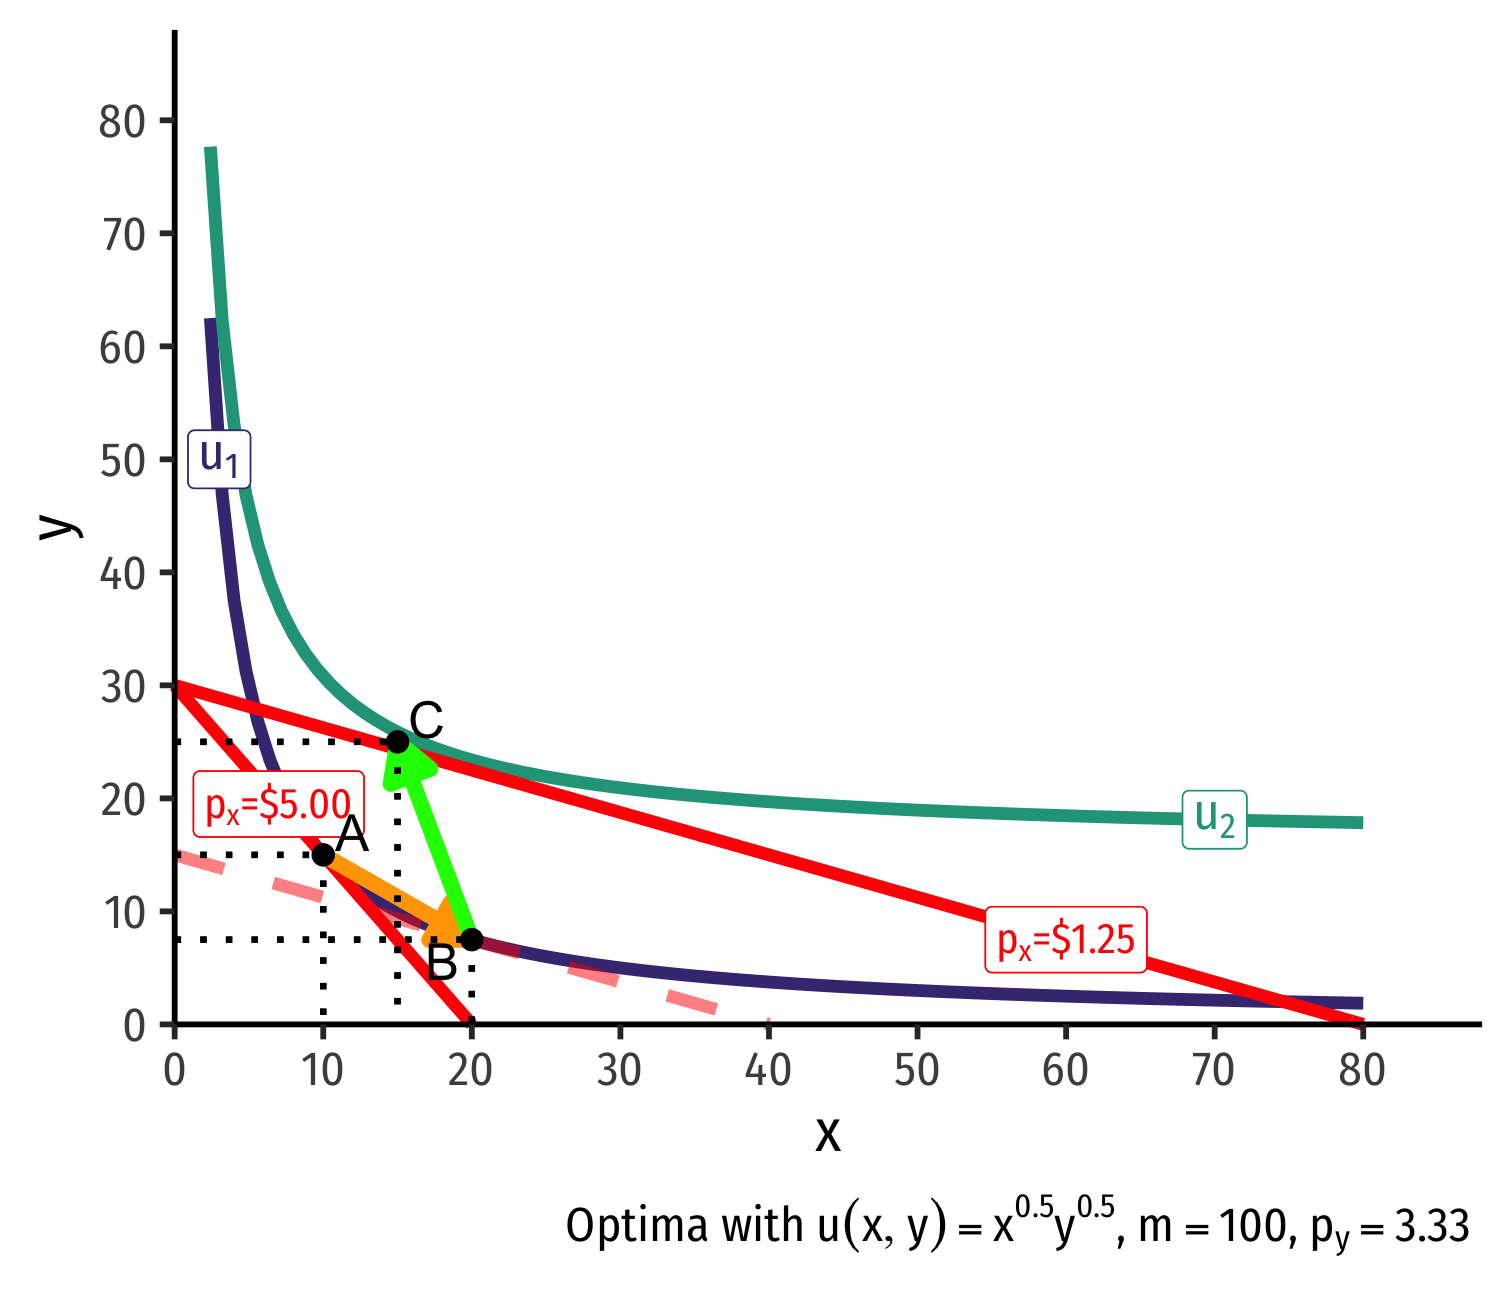 80
70
60
50
40
30
20
10
0
y
u₁
pₓ=$5.00
A
B
C
u₂
pₓ=$1.25
0 10 20 30 40 50 60 70 80
x
Optima with u(x, y) = x⁰·⁵y⁰·⁵, m = 100, p_y = 3.33